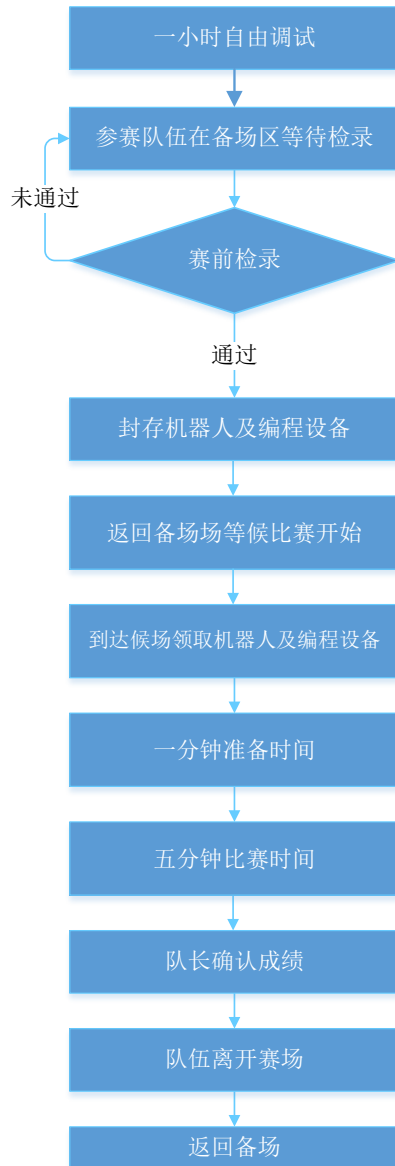 一小时自由调试
参赛队伍在备场区等待检录
未通过
赛前检录
通过
封存机器人及编程设备
返回备场场等候比赛开始
到达候场领取机器人及编程设备
一分钟准备时间
五分钟比赛时间
队长确认成绩
队伍离开赛场
返回备场